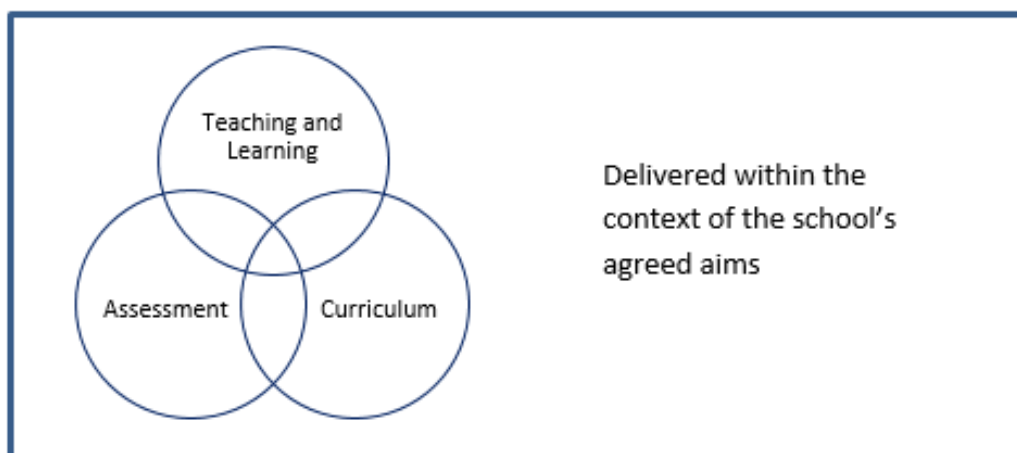 Teaching and
Learning
Assessment
Curriculum
Delivered within the
context of the school’s
agreed aims